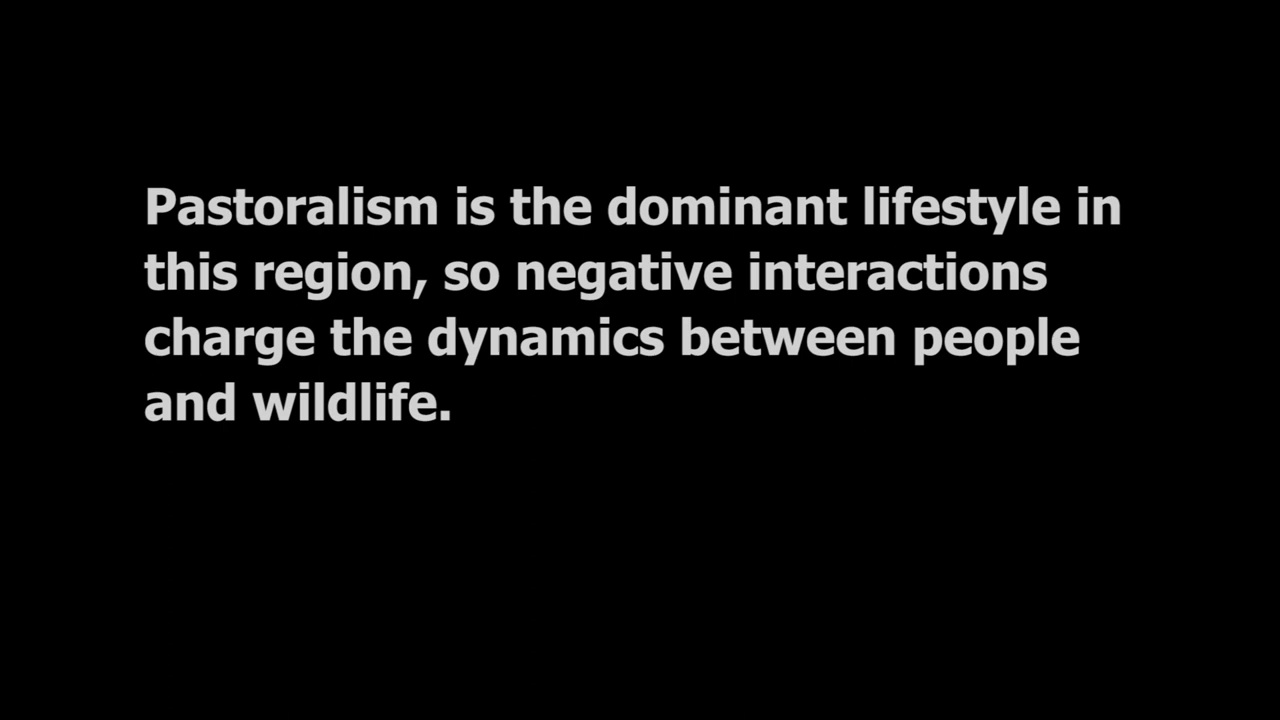 Pastoralism is the dominant lifestyle in
this region, so negative interactions
charge the dynamics between people
and wildlife.